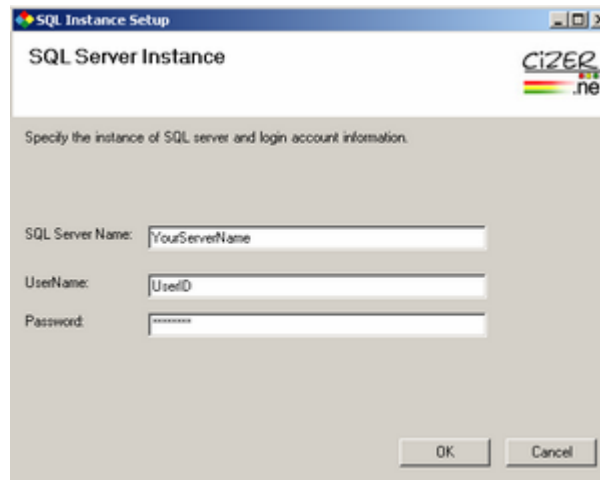 SQL Instance Setup
SQL Server Instance
CiZER
.ne
Specify the instance of SQL server and login account information.
SQL Server Name:
YourServerName
UserName:
UserID
Password:
********
OK
Cancel